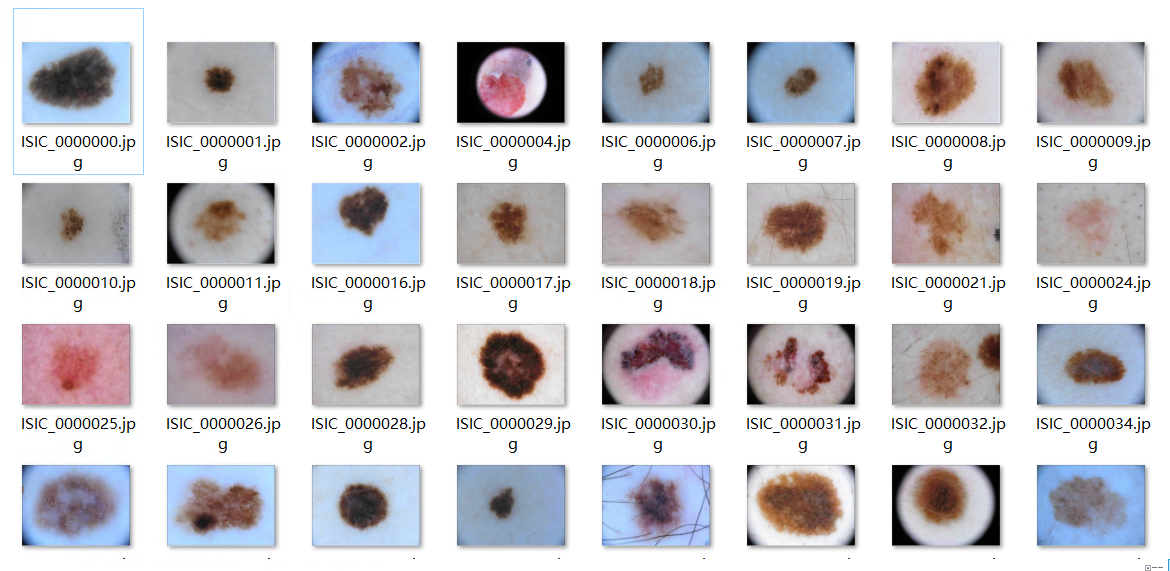 ISIC_0000000.jp
g
ISIC_0000001.jp
g
ISIC_0000002.jp
g
ISIC_0000004.jp
g
ISIC_0000006.jp
g
ISIC_0000007.jp
g
ISIC_0000008.jp
g
ISIC_0000009.jp
g
ISIC_0000010.jp
g
ISIC_0000011.jp
g
ISIC_0000016.jp
g
ISIC_0000017.jp
g
ISIC_0000018.jp
g
ISIC_0000019.jp
g
ISIC_0000021.jp
g
ISIC_0000024.jp
g
ISIC_0000025.jp
g
ISIC_0000026.jp
g
ISIC_0000028.jp
g
ISIC_0000029.jp
g
ISIC_0000030.jp
g
ISIC_0000031.jp
g
ISIC_0000032.jp
g
ISIC_0000034.jp
g